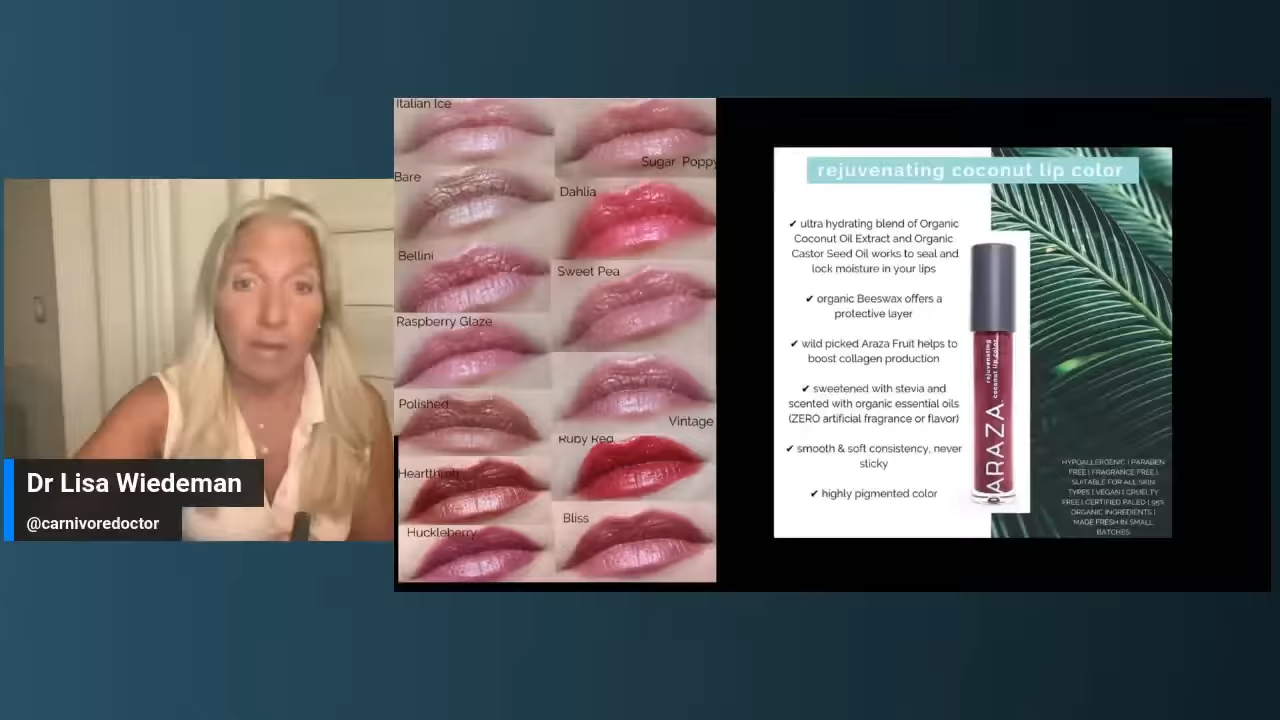 Dr Lisa Wiedeman
@carnivoredoctor
Italian Ice
Sugar Poppy
Bare
Dahlia
Bellini
Sweet Pea
Raspberry Glaze
Polished
Vintage
Ruby Red
Heartthrob
Bliss
Huckleberry
rejuvenating coconut lip color
✔ ultra hydrating blend of Organic
Coconut Oil Extract and Organic
Castor Seed Oil works to seal and
lock moisture in your lips
✔ organic Beeswax offers a
protective layer
✔ wild picked Araza Fruit helps to
boost collagen production
✔ sweetened with stevia and
scented with organic essential oils
(ZERO artificial fragrance or flavor)
✔ smooth & soft consistency, never
sticky
✔ highly pigmented color
ARAZA
rejuvenating
coconut lip color
HYPOALLERGENIC | PARABEN
FREE | FRAGRANCE FREE |
SUITABLE FOR ALL SKIN
TYPES | VEGAN | CRUELTY
FREE | CERTIFIED PALEO | 95%
ORGANIC INGREDIENTS |
MADE FRESH IN SMALL
BATCHES